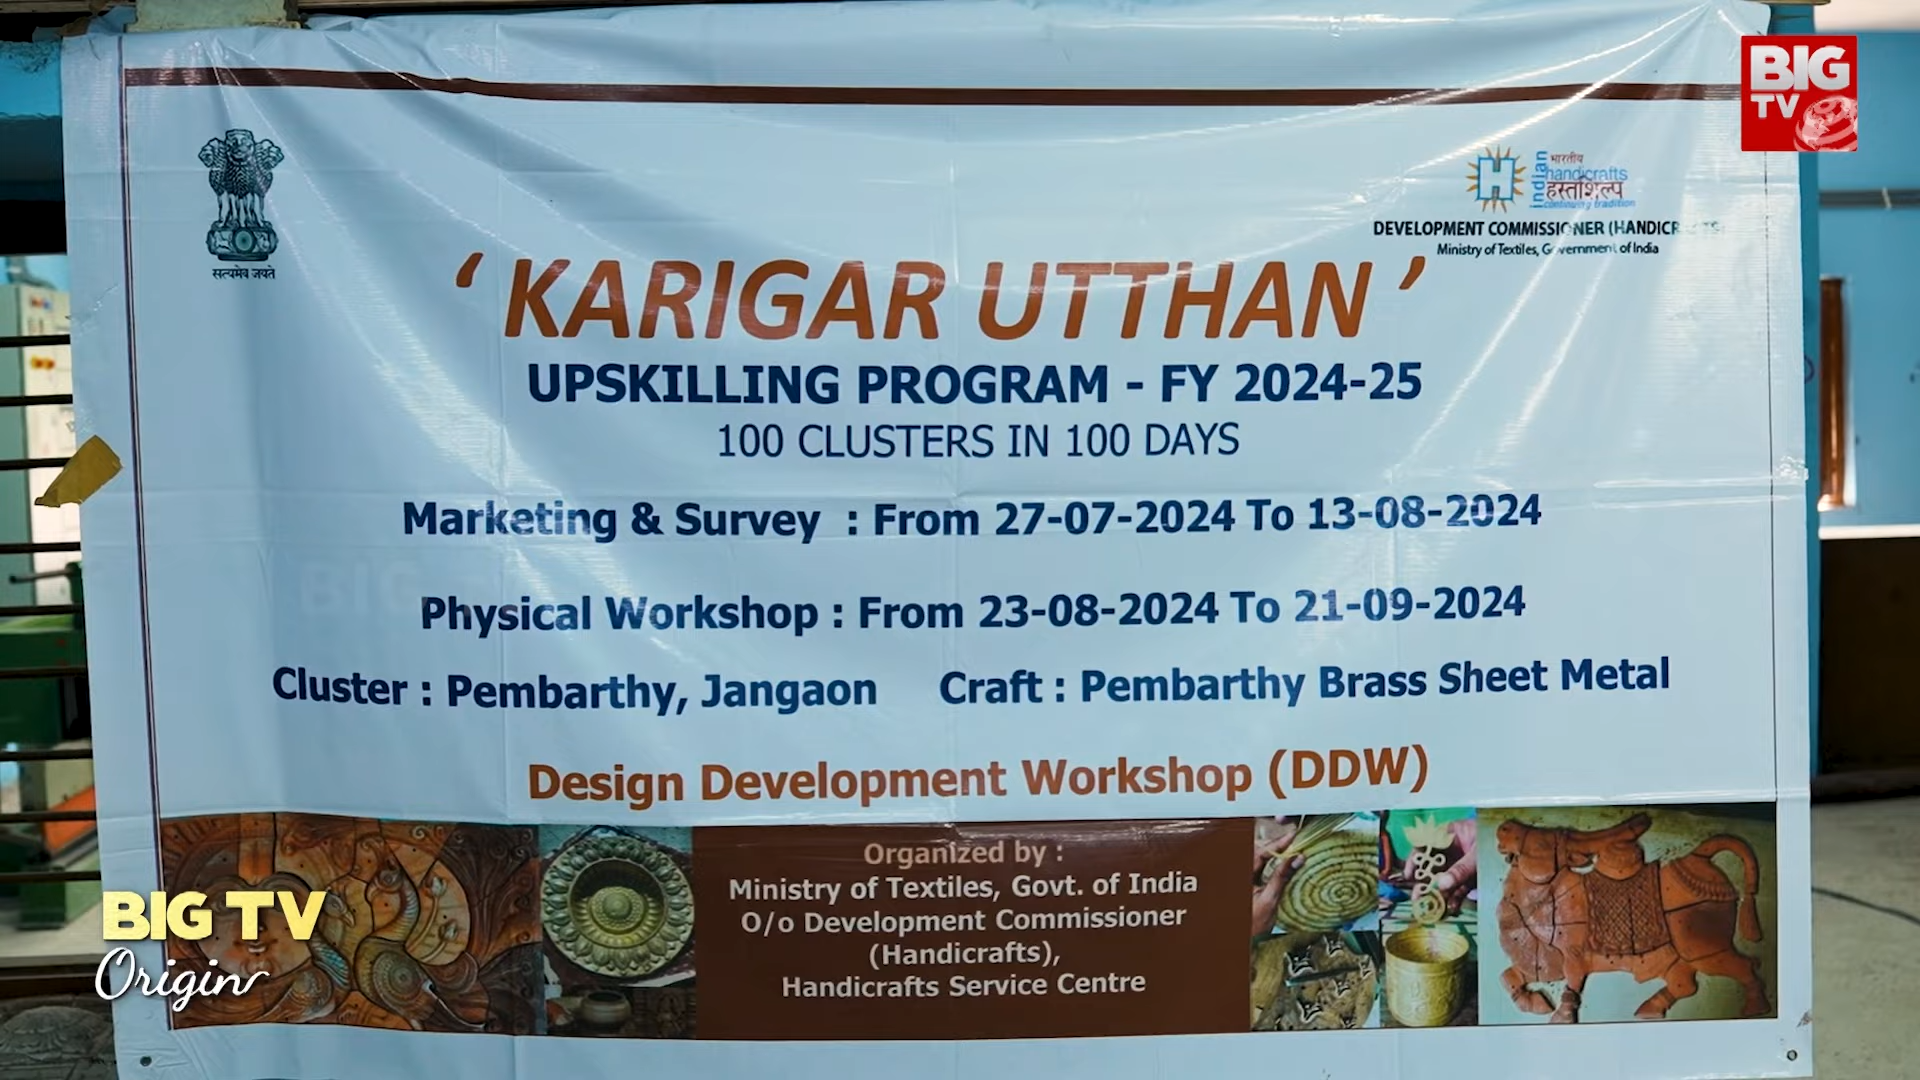 BIG
TV
सत्यमेव जयते
indian
भारतीय
handicrafts
हस्तशिल्प
continuing tradition
DEVELOPMENT COMMISSIONER
Ministry of Textiles, Government of India
‘ KARIGAR UTTHAN ’
UPSKILLING PROGRAM - FY 2024-25
100 CLUSTERS IN 100 DAYS
Marketing & Survey : From 27-07-2024 To 13-08-2024
Physical Workshop : From 23-08-2024 To 21-09-2024
Cluster : Pembarthy, Jangaon Craft : Pembarthy Brass Sheet Metal
Design Development Workshop (DDW)
Organized by :
Ministry of Textiles, Govt. of India
O/o Development Commissioner
(Handicrafts),
Handicrafts Service Centre
BIG TV
Origin